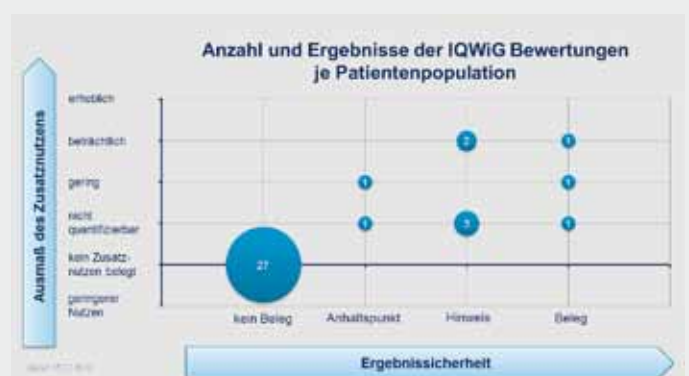 Anzahl und Ergebnisse der IQWiG Bewertungen
je Patientenpopulation
Ausmaß des Zusatznutzens
erheblich
beträchtlich
2
1
gering
1
1
nicht
quantifizierbar
1
3
1
kein Zusatz-
nutzen belegt
27
geringerer
Nutzen
kein Beleg
Anhaltspunkt
Hinweis
Beleg
Ergebnissicherheit